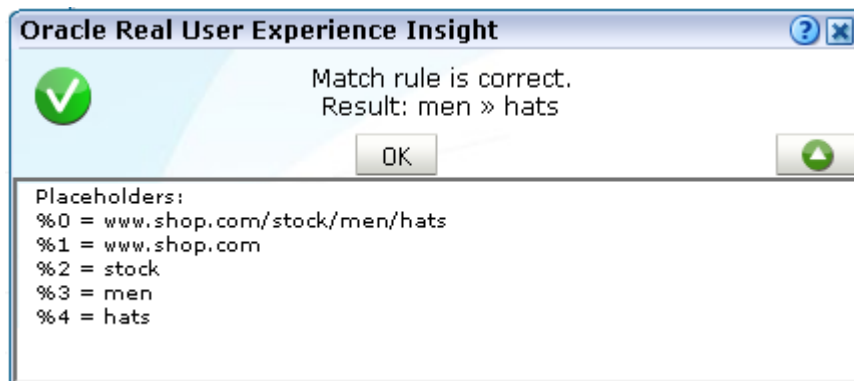 Oracle Real User Experience Insight
Match rule is correct.
Result: men » hats
OK
Placeholders:
%0 = www.shop.com/stock/men/hats
%1 = www.shop.com
%2 = stock
%3 = men
%4 = hats